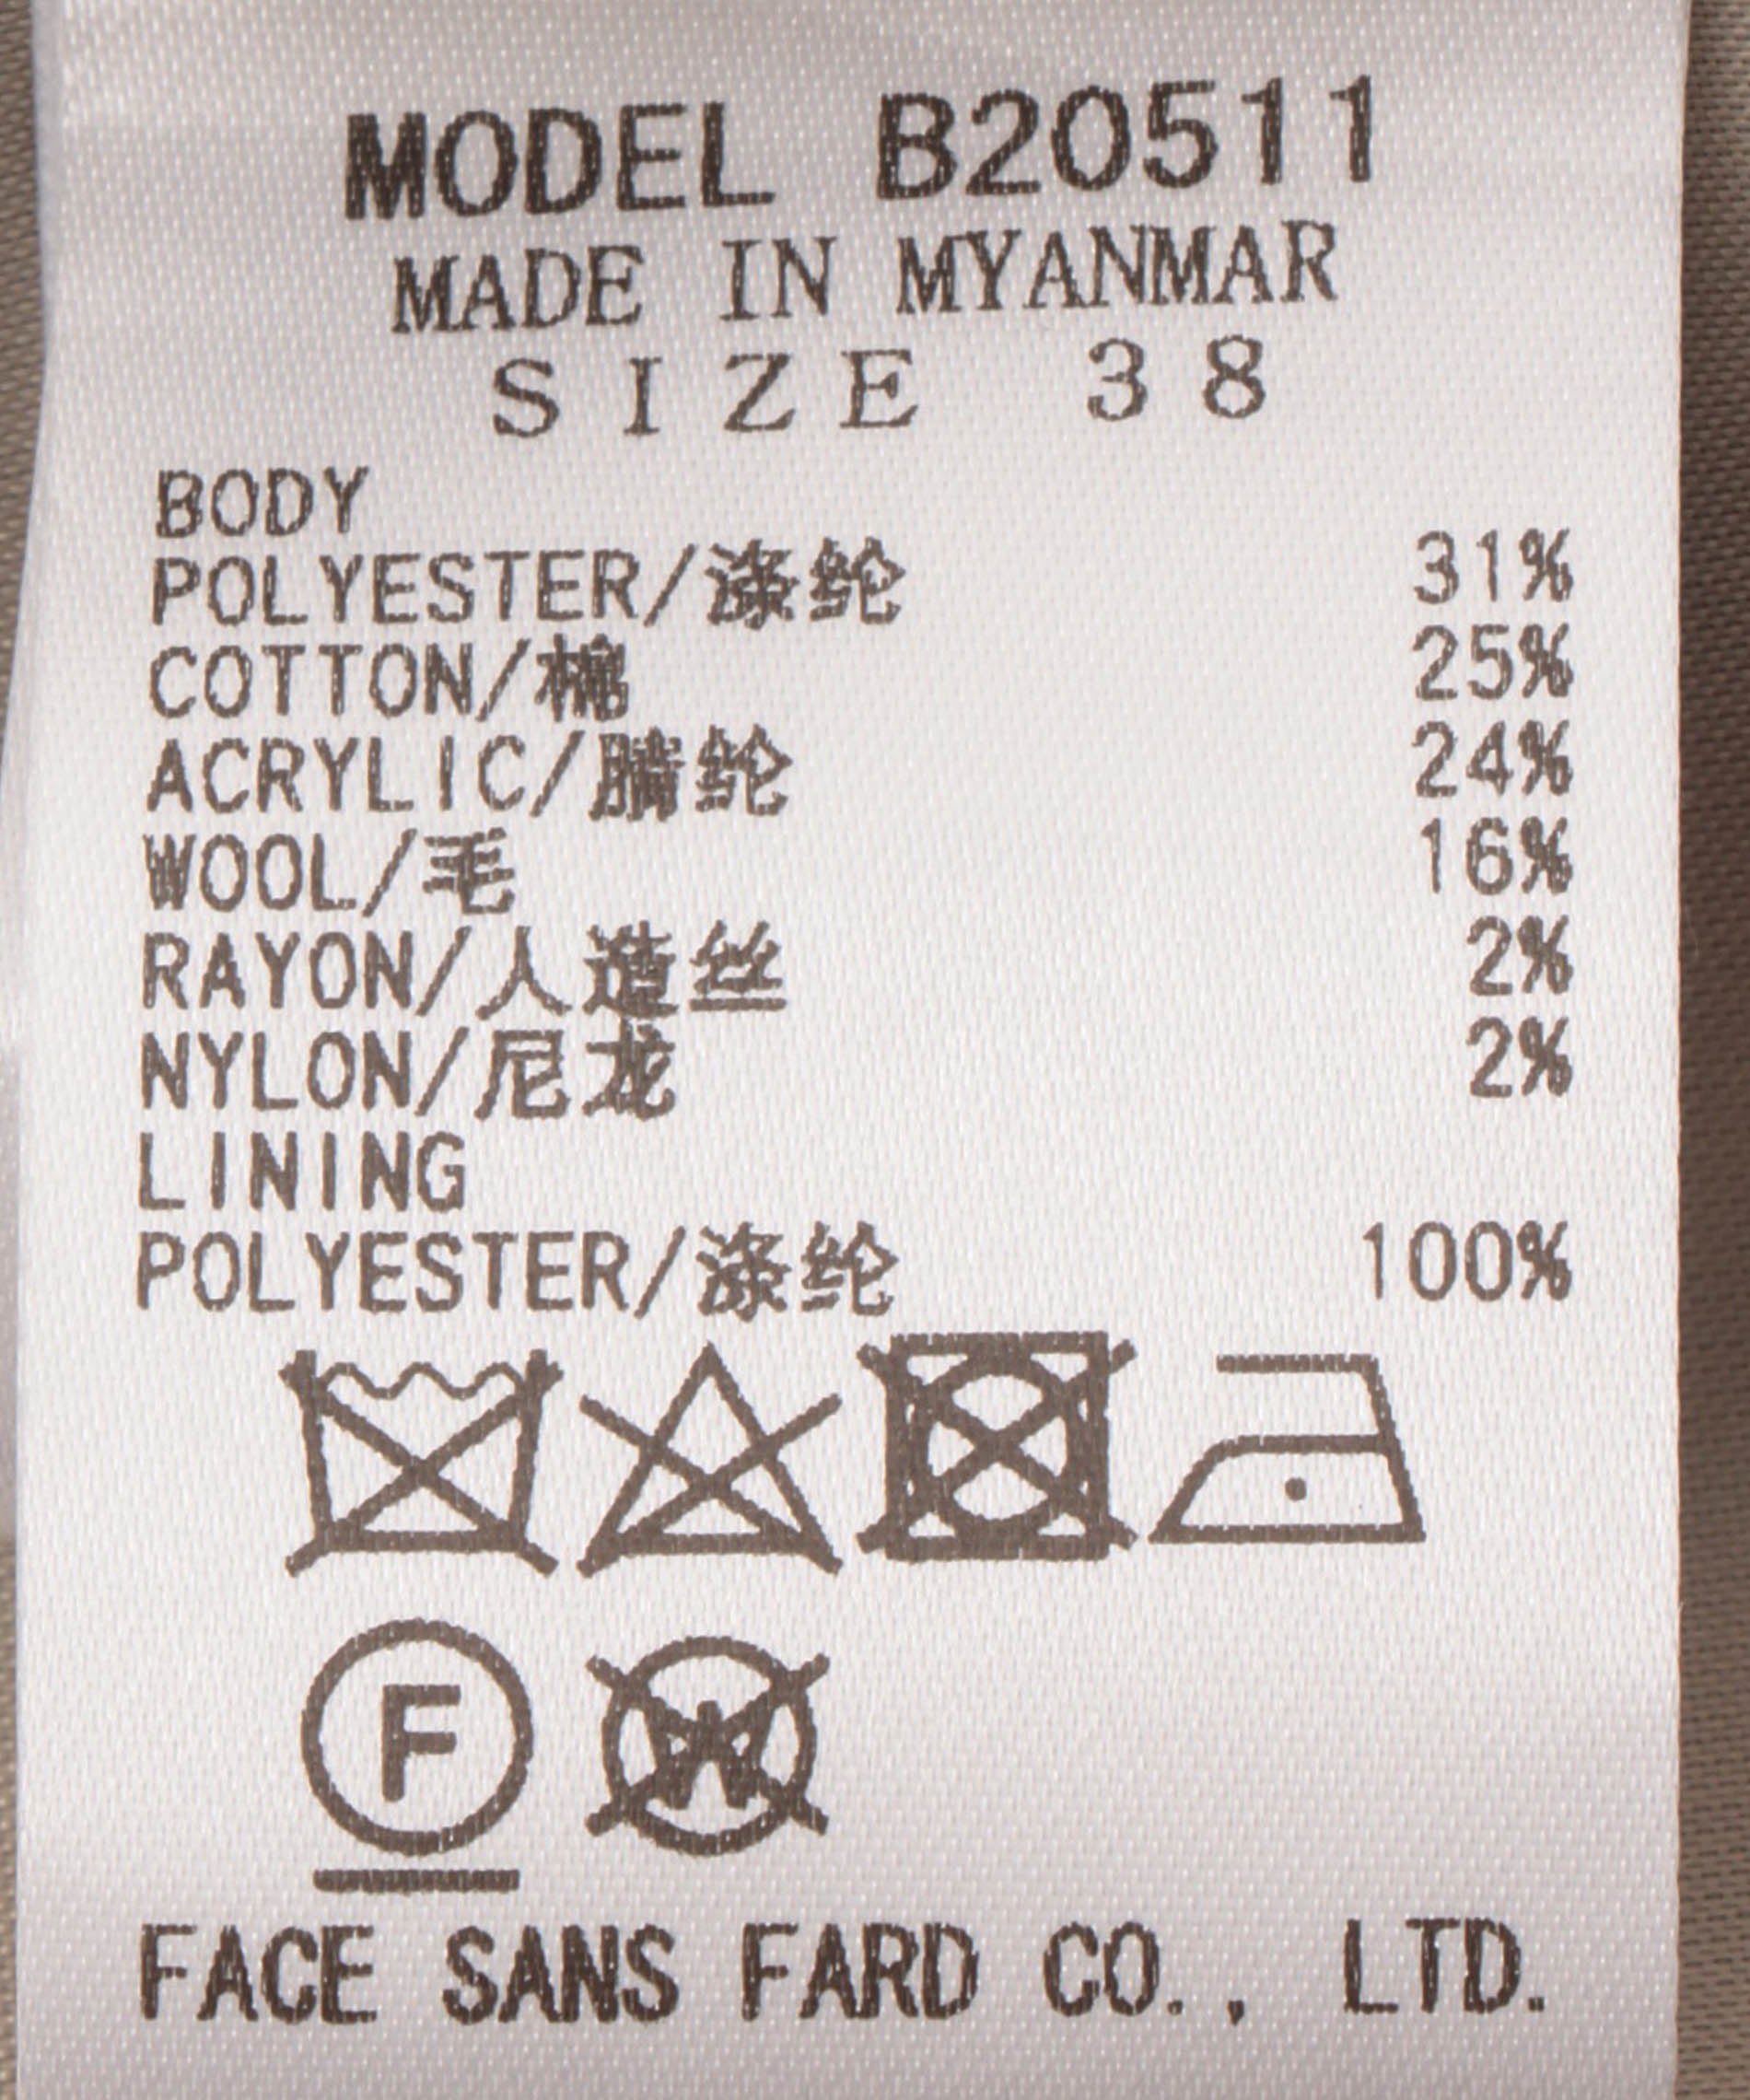 MODEL B20511
MADE IN MYANMAR
SIZE 38
BODY
POLYESTER/涤纶 31%
COTTON/棉 25%
ACRYLIC/腈纶 24%
WOOL/毛 16%
RAYON/人造丝 2%
NYLON/尼龙 2%
LINING
POLYESTER/涤纶 100%
F W
FACE SANS FARD CO., LTD.